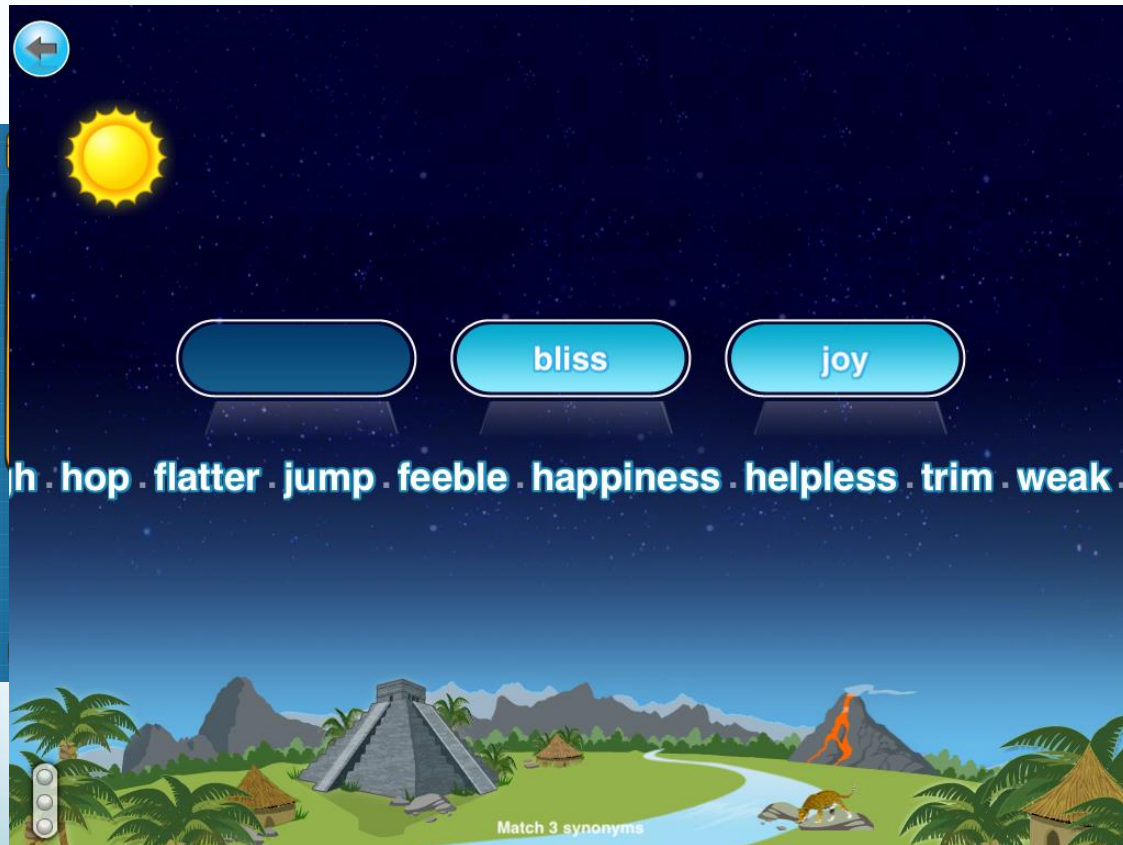 bliss joy
hop . flatter . jump . feeble . happiness . helpless . trim . weak .
Match 3 synonyms